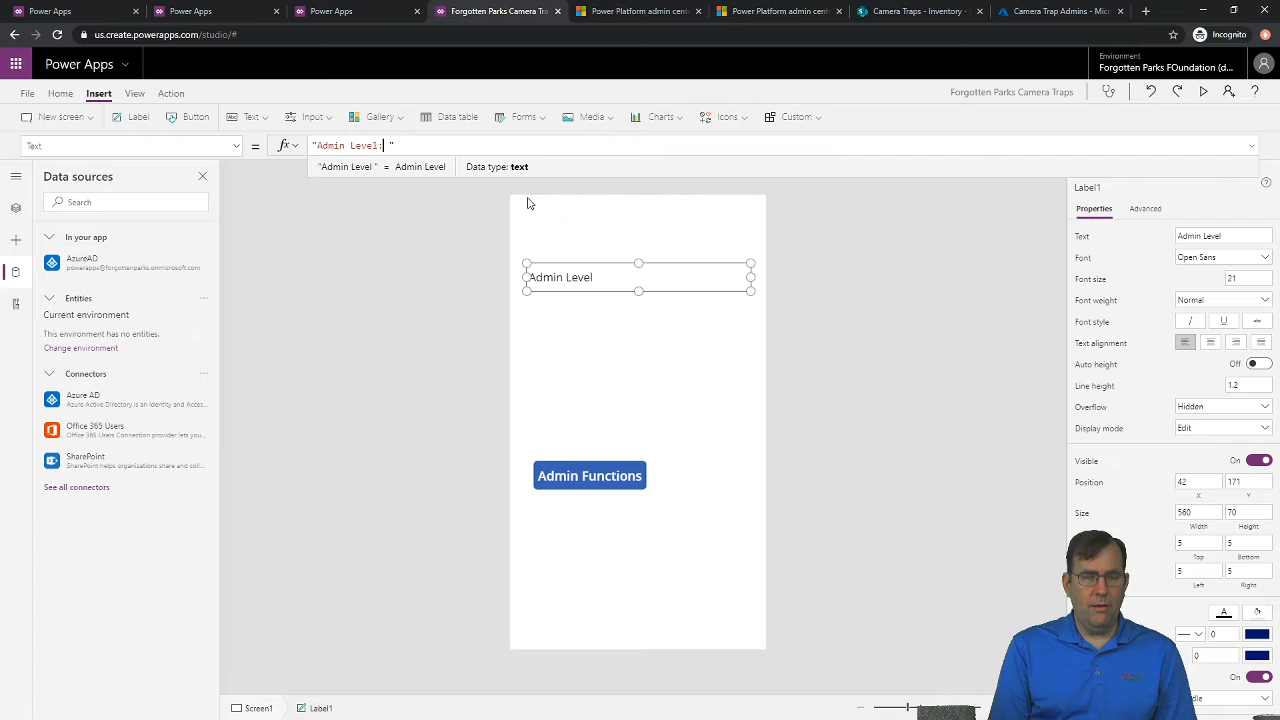 Power Apps
Power Apps
Power Apps
Forgotten Parks Camera Tra
Power Platform admin cente
Power Platform admin cente
Camera Traps - Inventory -
Camera Trap Admins - Mic
us.create.powerapps.com/studio/#
Incognito
Power Apps
Environment
Forgotten Parks FOundation (d...
File
Home
Insert
View
Action
Forgotten Parks Camera Traps
New screen
Label
Button
Text
Input
Gallery
Data table
Forms
Media
Charts
Icons
Custom
Text
=
fx
"Admin Level: "
"Admin Level " = Admin Level
Data type: text
Data sources
Search
In your app
AzureAD
powerapps@forgottenparks.onmicrosoft.com
Entities
Current environment
This environment has no entities.
Change environment
Connectors
Azure AD
Azure Active Directory is an Identity and Acces...
Office 365 Users
Office 365 Users Connection provider lets you...
SharePoint
SharePoint helps organizations share and coll...
See all connectors
Admin Level
Admin Functions
Label1
Properties
Advanced
Text
Admin Level
Font
Open Sans
Font size
21
Font weight
Normal
Font style
/
U
abc
Text alignment
Auto height
Off
Line height
1.2
Overflow
Hidden
Display mode
Edit
Visible
On
Position
42
171
X
Y
Size
560
70
Width
Height
5
5
Top
Bottom
5
5
Left
Right
A
0
0
On
Screen1
Label1